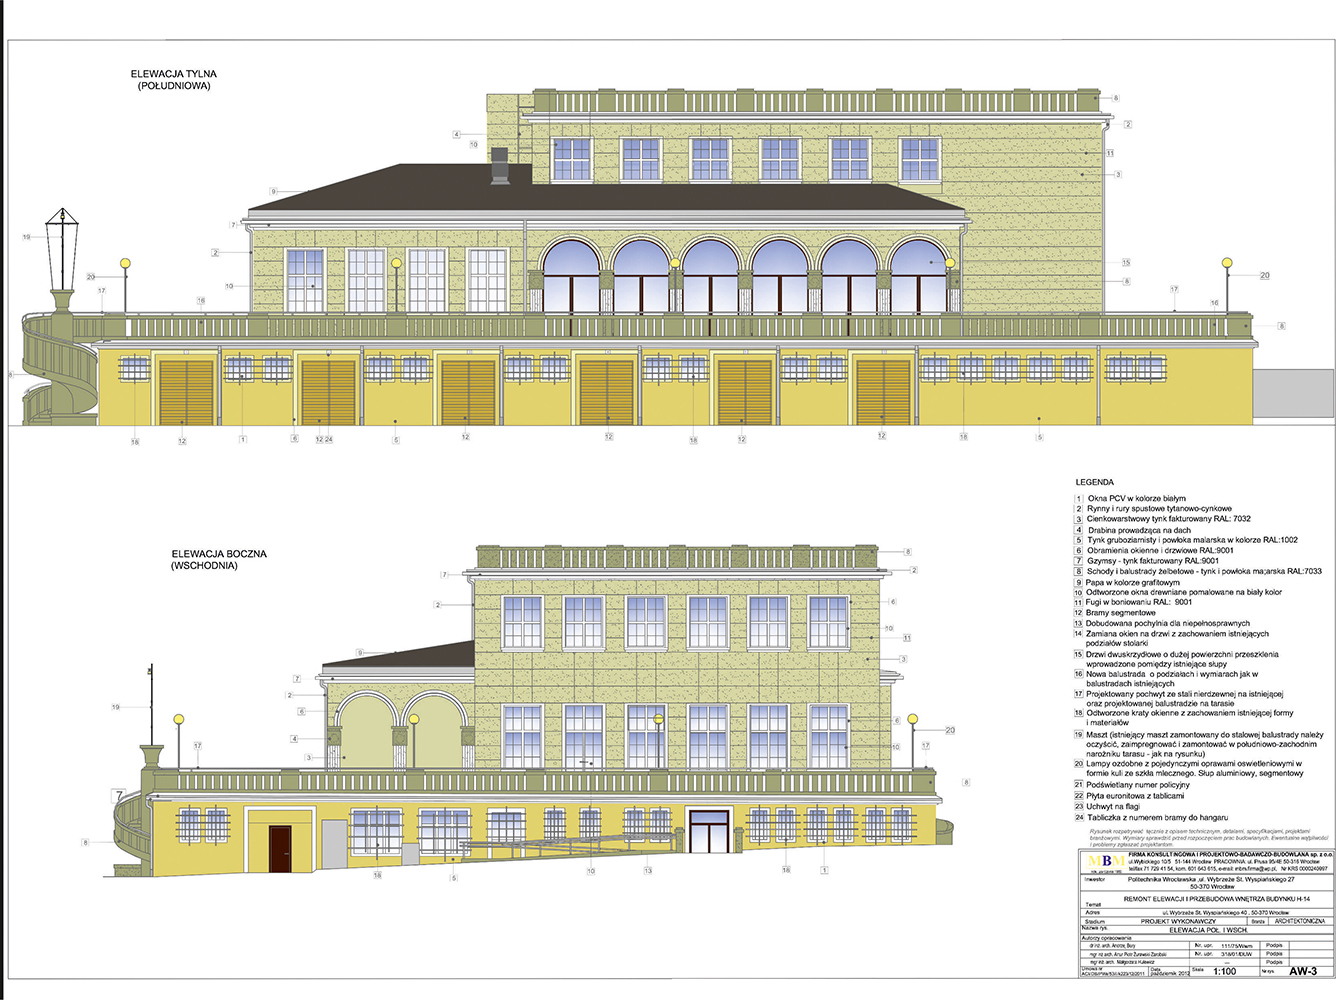 ELEWACJA TYLNA
(POŁUDNIOWA)
8
2
4
10
11
3
9
7
2
19
15
20
17
16
10
8
20
17
16
8
8
18
12
1
6
12 24
5
12
12
18
12
12
18
5
ELEWACJA BOCZNA
(WSCHODNIA)
8
2
7
2
6
10
11
9
3
7
2
6
19
4
6
20
17
3
10
17
7
8
8
18
5
10
13
18
1
LEGENDA
1 Okna PCV w kolorze białym
2 Rynny i rury spustowe tytanowo-cynkowe
3 Cienkowarstwowy tynk fakturowany RAL: 7032
4 Drabina prowadząca na dach
5 Tynk gruboziarnisty i powłoka malarska w kolorze RAL:1002
6 Obramienia okienne i drzwiowe RAL:9001
7 Gzymsy - tynk fakturowany RAL:9001
8 Schody i balustrady żelbetowe - tynk i powłoka ma;arska RAL:7033
9 Papa w kolorze grafitowym
10 Odtworzone okna drewniane pomalowane na biały kolor
11 Fugi w boniowaniu RAL: 9001
12 Bramy segmentowe
13 Dobudowana pochylnia dla niepełnosprawnych
14 Zamiana okien na drzwi z zachowaniem istniejących
podziałów stolarki
15 Drzwi dwuskrzydłowe o dużej powierzchni przeszklenia
wprowadzone pomiędzy istniejące słupy
16 Nowa balustrada o podziałach i wymiarach jak w
balustradach istniejących
17 Projektowany pochwyt ze stali nierdzewnej na istniejącej
oraz projektowanej balustradzie na tarasie
18 Odtworzone kraty okienne z zachowaniem istniejącej formy
i materiałów
19 Maszt (istniejący maszt zamontowany do stalowej balustrady należy
oczyścić, zaimpregnować i zamontować w południowo-zachodnim
narożniku tarasu - jak na rysunku)
20 Lampy ozdobne z pojedynczymi oprawami oswietleniowymi w
formie kuli ze szkła mlecznego. Słup aluminiowy, segmentowy
21 Podświetlany numer policyjny
22 Płyta euronitowa z tablicami
23 Uchwyt na flagi
24 Tabliczka z numerem bramy do hangaru
Rysunek rozpatrywać łącznie z opisem technicznym, detalami, specyfikacjami, projektami
branżowymi. Wymiary sprawdzić przed rozpoczęciem prac budowlanych. Ewentualne wątpliwości
i problemy zgłaszać projektantom.
MBM
FIRMA KONSULTINGOWA I PROJEKTOWO-BADAWCZO-BUDOWLANA sp. z o.o.
ul.Wybickiego 10/5 51-144 Wrocław PRACOWNIA: ul. Prusa 95/4E 50-316 Wrocław
tel/fax 71 729 41 54, kom. 601 643 615, e-mail: mbm.firma@wp.pl, Nr KRS 0000240997
Inwestor Politechnika Wrocławska ,ul. Wybrzeże St. Wyspiańskiego 27
50-370 Wrocław
Temat REMONT ELEWACJI I PRZEBUDOWA WNĘTRZA BUDYNKU H-14
Adres ul. Wybrzeże St. Wyspiańskiego 40 , 50-370 Wrocław
Stadium PROJEKT WYKONAWCZY Branża ARCHITEKTONICZNA
Nazwa rys. ELEWACJA POŁ. I WSCH.
Autorzy opracowania
dr inż. arch. Andrzej Bury Nr. upr. 111/75/Wwm Podpis
mgr inż. arch. Artur Piotr Żurawski Żarobski Nr. upr. 318/01/DUW Podpis
mgr inż. arch. Małgorzata Hulewicz --- Podpis
Umowa nr Data październik 2012 Skala 1:100 Nr rys. AW-3